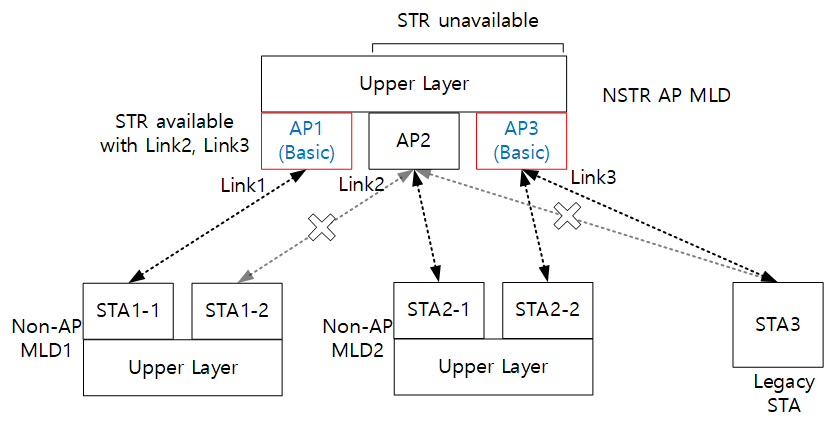 STR unavailable
Upper Layer
NSTR AP MLD
STR available
with Link2, Link3
AP1
(Basic)
AP2
AP3
(Basic)
Link1
Link2
Link3
STA1-1
STA1-2
Non-AP
MLD1
Upper Layer
STA2-1
STA2-2
Non-AP
MLD2
Upper Layer
STA3
Legacy
STA